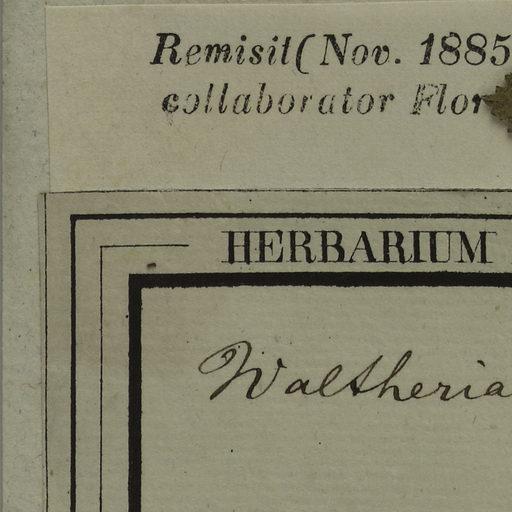 Remisit (Nov. 1885
collaborator Flor
HERBARIUM
Waltheria